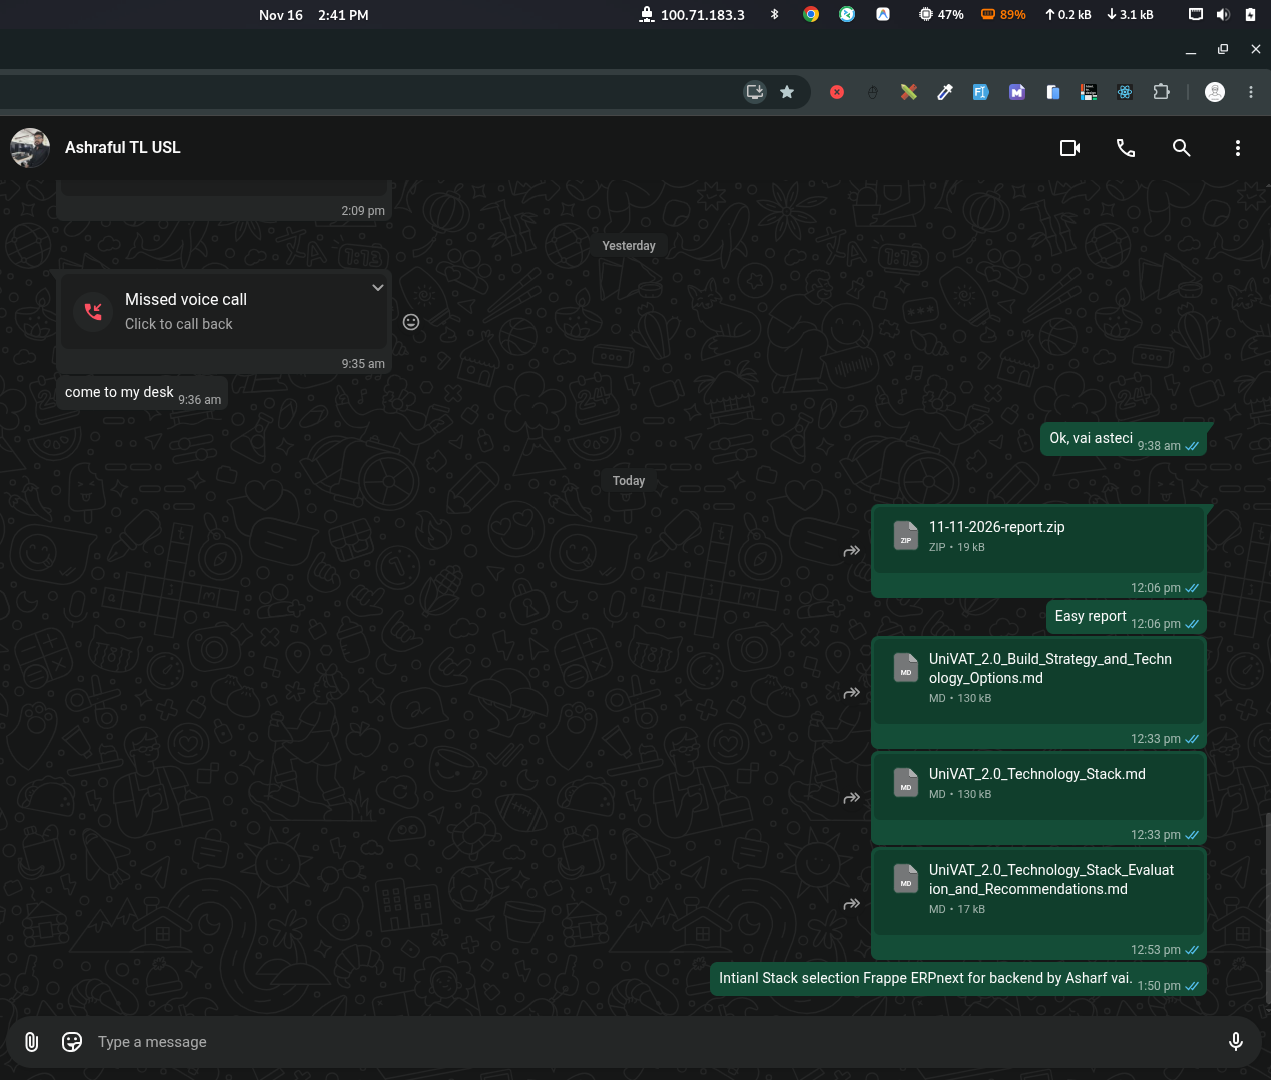 Nov 16 2:41 PM 100.71.183.3 47% 89% 0.2 kB 3.1 kB
Ashraful TL USL
2:09 pm
Yesterday
Missed voice call
Click to call back
9:35 am
come to my desk 9:36 am
Ok, vai asteci 9:38 am
Today
11-11-2026-report.zip
ZIP
ZIP • 19 kB
12:06 pm
Easy report 12:06 pm
UniVAT_2.0_Build_Strategy_and_Techn
ology_Options.md
MD
MD • 130 kB
12:33 pm
UniVAT_2.0_Technology_Stack.md
MD
MD • 130 kB
12:33 pm
UniVAT_2.0_Technology_Stack_Evaluat
ion_and_Recommendations.md
MD
MD • 17 kB
12:53 pm
Intianl Stack selection Frappe ERPnext for backend by Asharf vai. 1:50 pm
Type a message